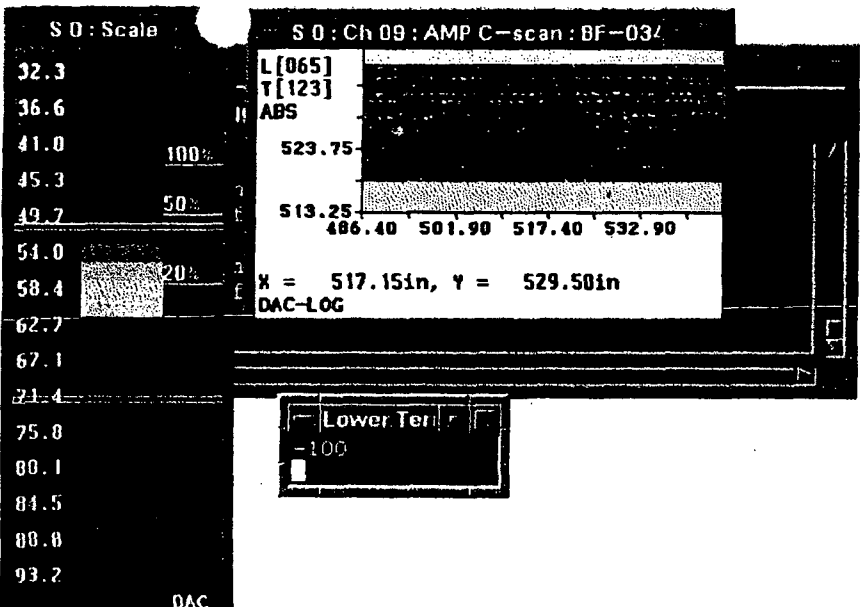 S 0 : Scale
32.3
36.6
41.0
100%
45.3
49.7
50%
54.0
58.4
20%
62.7
67.1
71.4
75.8
80.1
84.5
88.8
93.2
DAC
S 0 : Ch 09 : AMP C-scan : BF-034
L[065]
T[123]
ABS
523.75
513.25
486.40 501.90 517.40 532.90
X = 517.15in, Y = 529.50in
DAC-LOG
Lower
-100